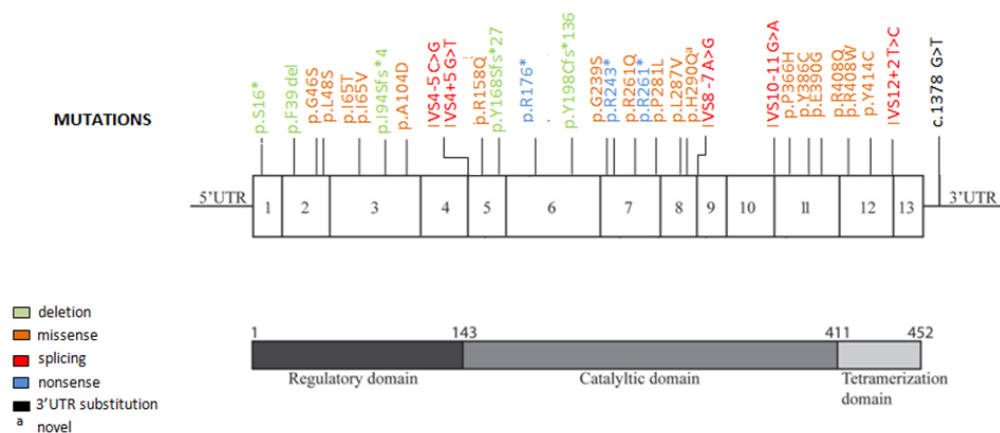 p.S16*
p.F39 del
p.G46S
p.L48S
p.I65T
p.I65V
p.I94Sfs*4
p.A104D
IVS4-5 C>G
IVS4+5 G>T
p.R158Q
p.Y168Sfs*27
p.R176*
p.Y198Cfs*136
p.G239S
p.R243*
p.R261Q
p.R261*
p.P281L
p.L287V
p.H290Qa
IVS8-7 A>G
IVS10-11 G>A
p.P366H
p.Y386C
p.E390G
p.R408Q
p.R408W
p.Y414C
IVS12+2 T>C
c.1378 G>T
MUTATIONS
5'UTR 1 2 3 4 5 6 7 8 9 10 11 12 13 3'UTR
deletion
missense
splicing
nonsense
3'UTR substitution
a novel
1 143 411 452
Regulatory domain Catalyltic domain Tetramerization
domain